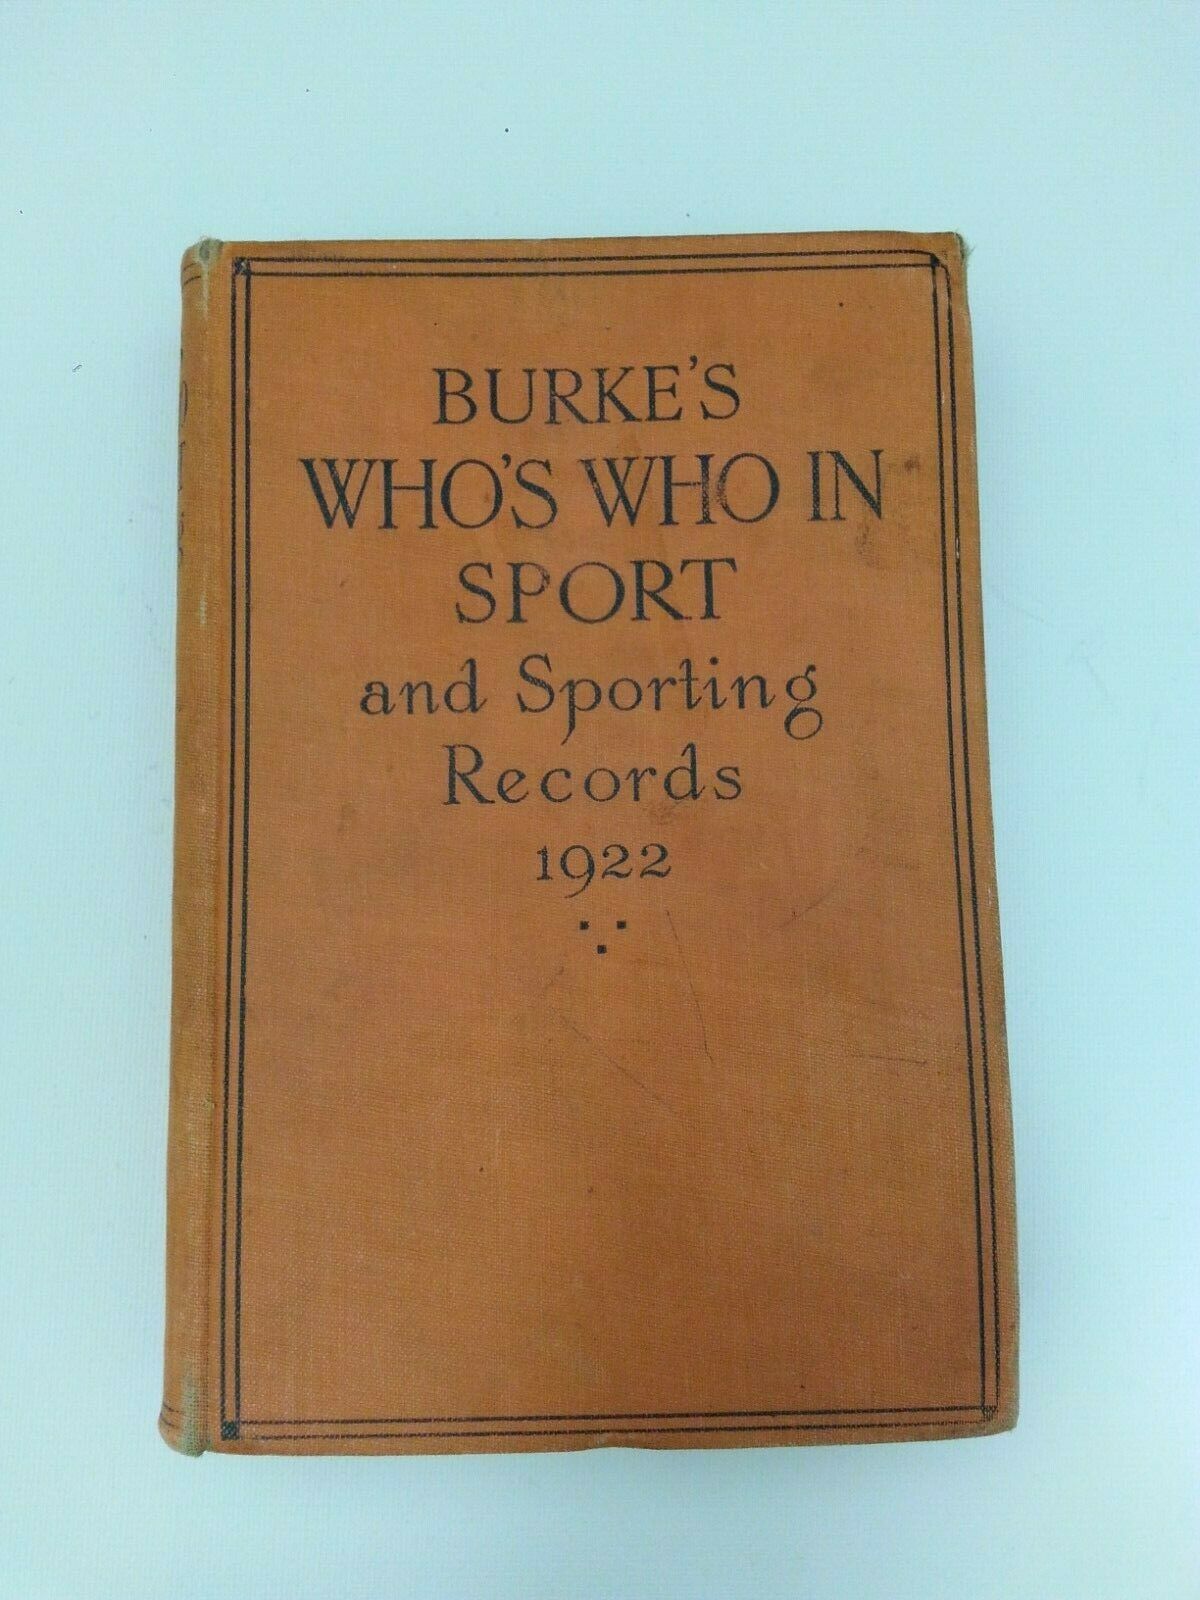 BURKE'S
WHO'S WHO IN
SPORT
and Sporting
Records
1922